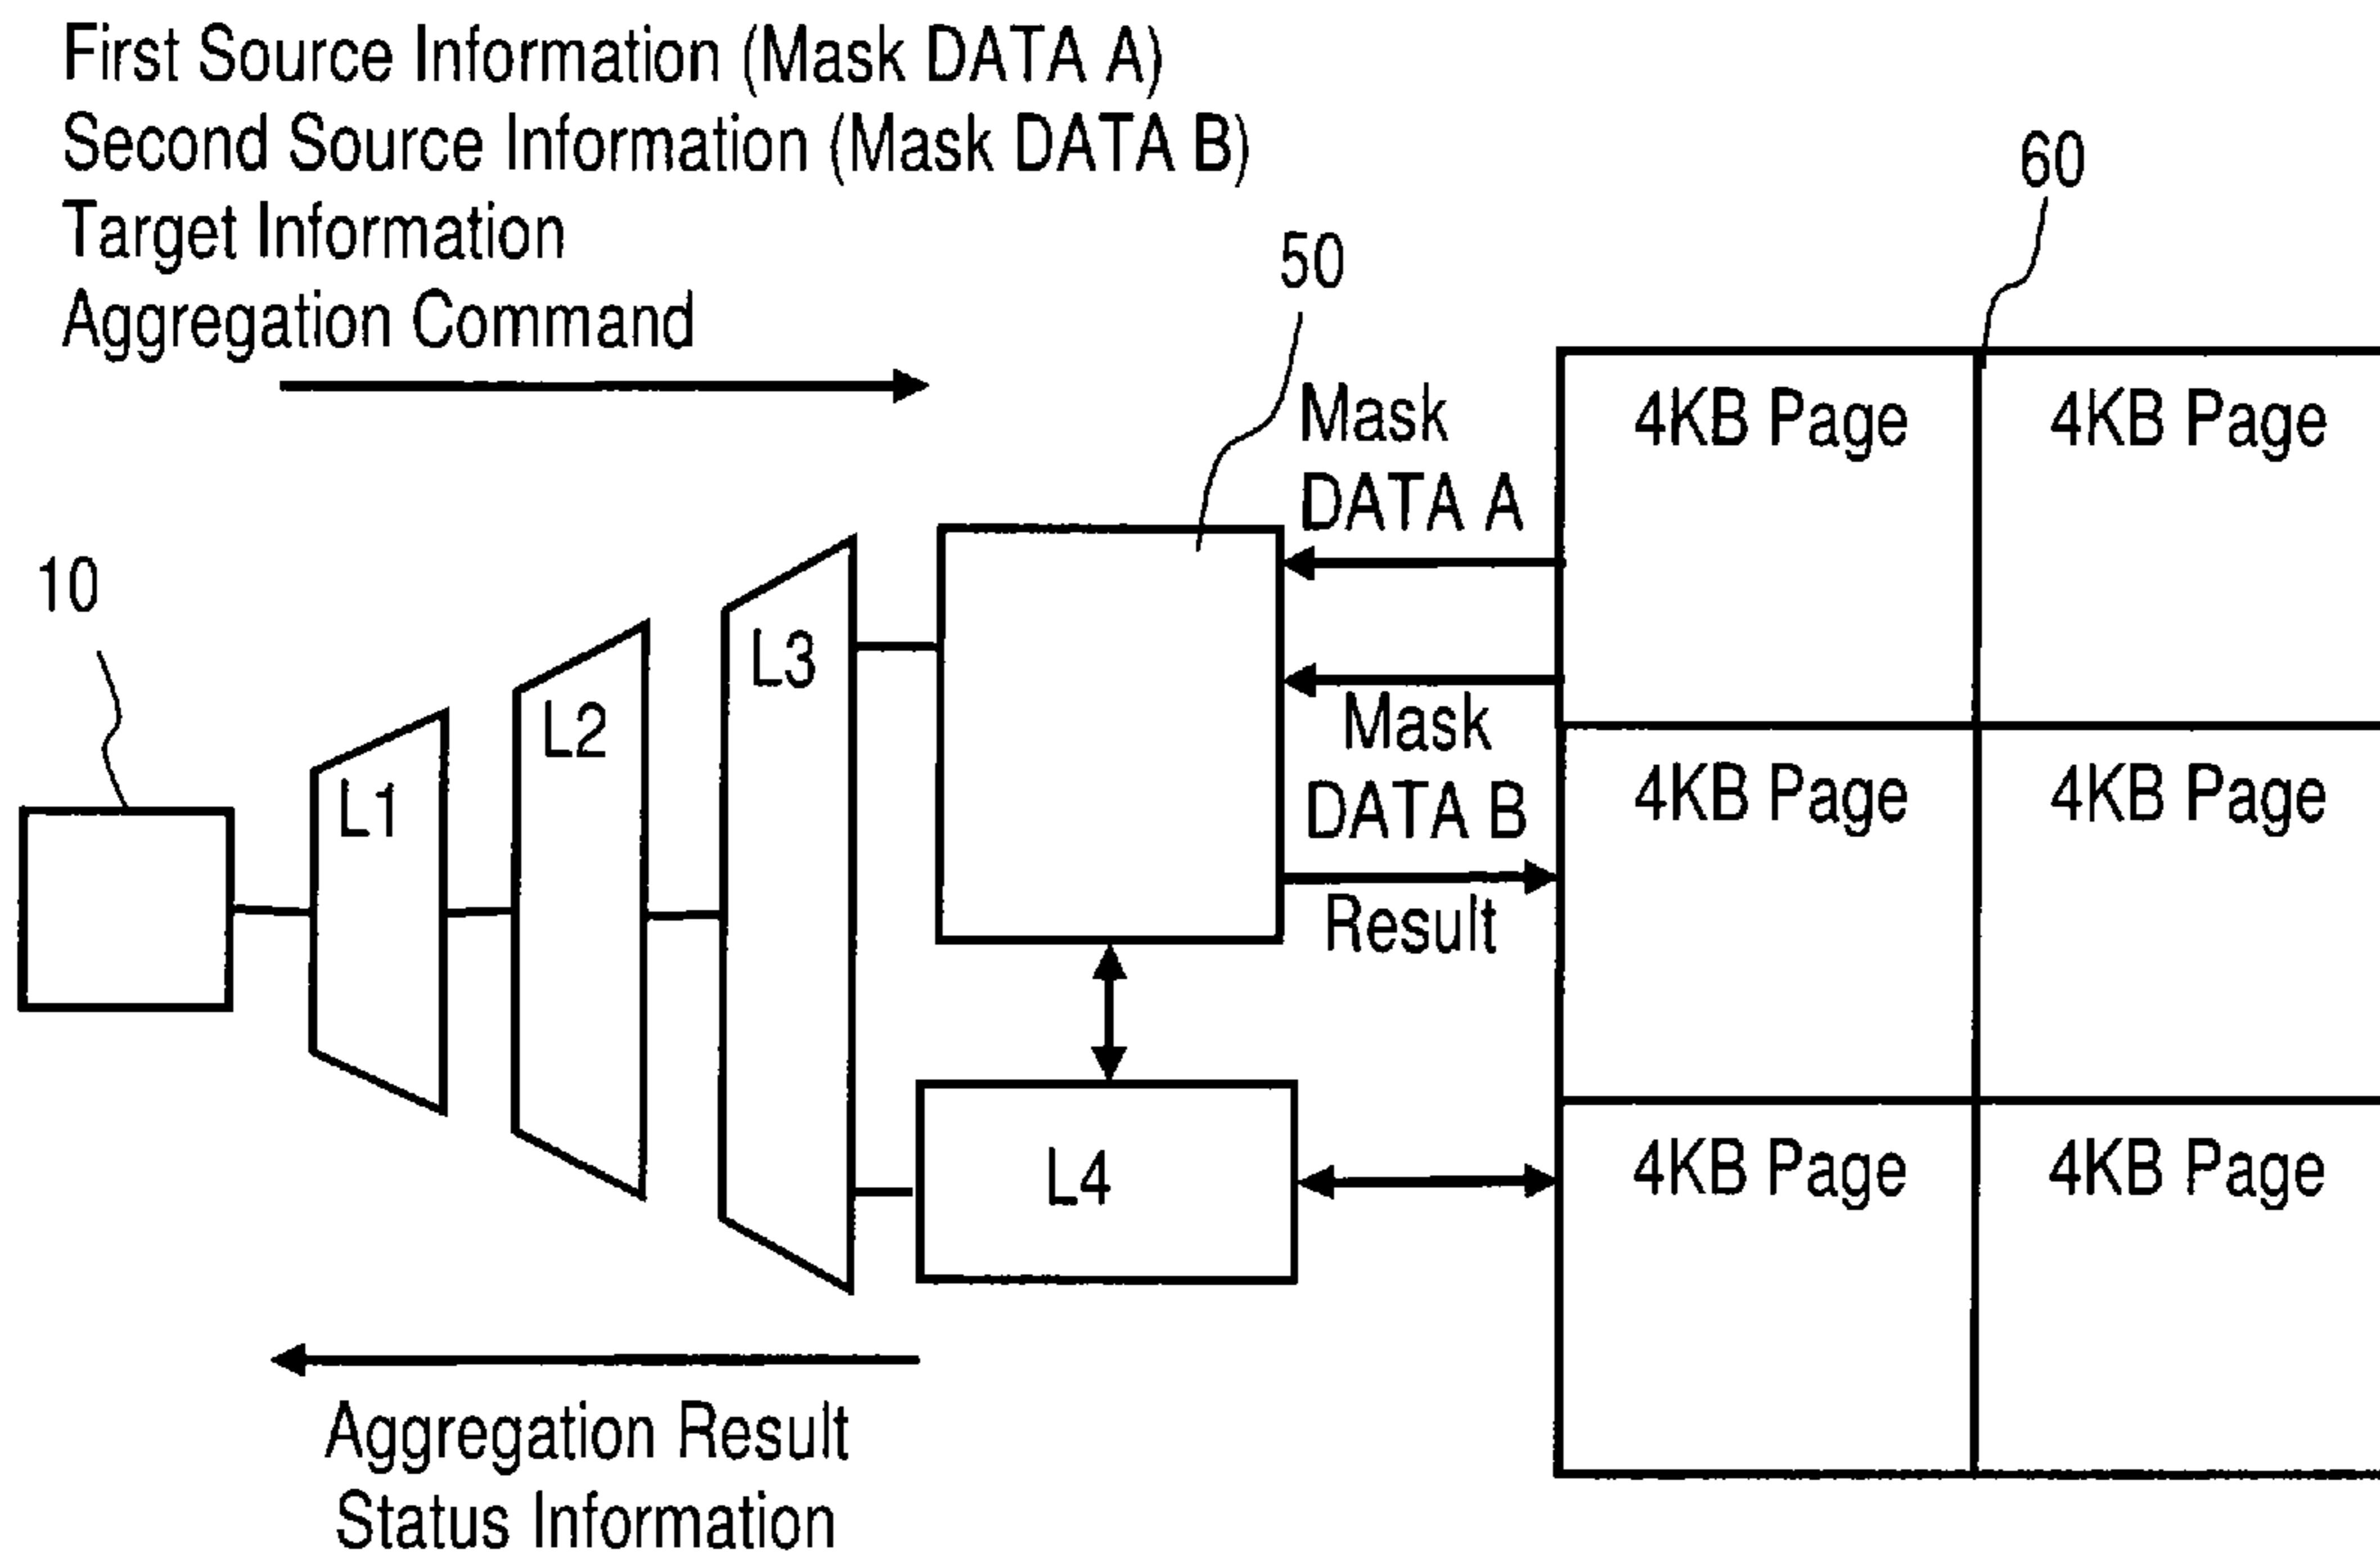 First Source Information (Mask DATA A)
Second Source Information (Mask DATA B)
Target Information
Aggregation Command
60
50
10
Mask
DATA A
4KB Page
4KB Page
L1
L2
L3
Mask
DATA B
4KB Page
4KB Page
Result
L4
4KB Page
4KB Page
Aggregation Result
Status Information